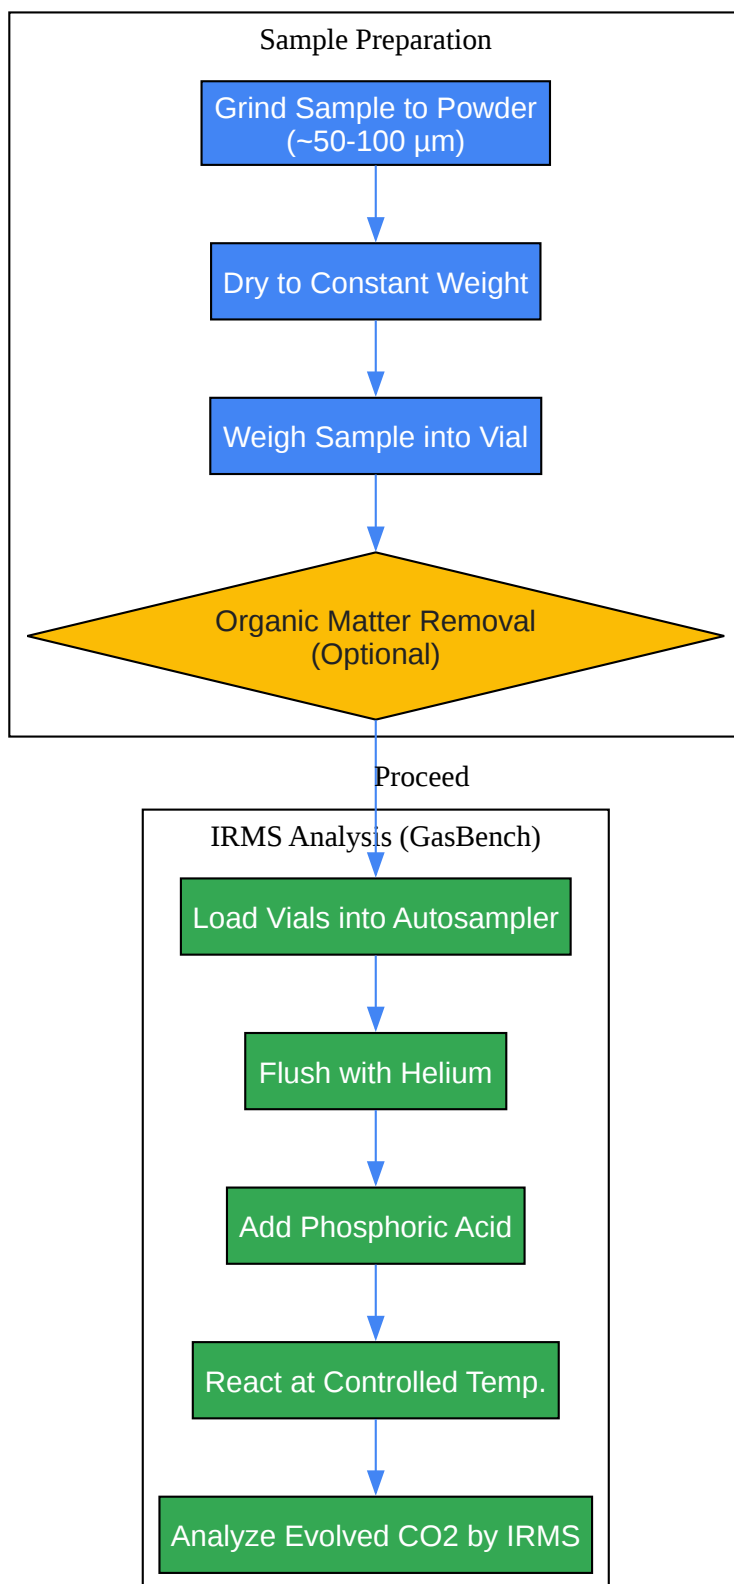 Sample Preparation
Grind Sample to Powder
(~50-100 µm)
Dry to Constant Weight
Weigh Sample into Vial
Organic Matter Removal
(Optional)
Proceed
IRMS Analysis (GasBench)
Load Vials into Autosampler
Flush with Helium
Add Phosphoric Acid
React at Controlled Temp.
Analyze Evolved CO2 by IRMS